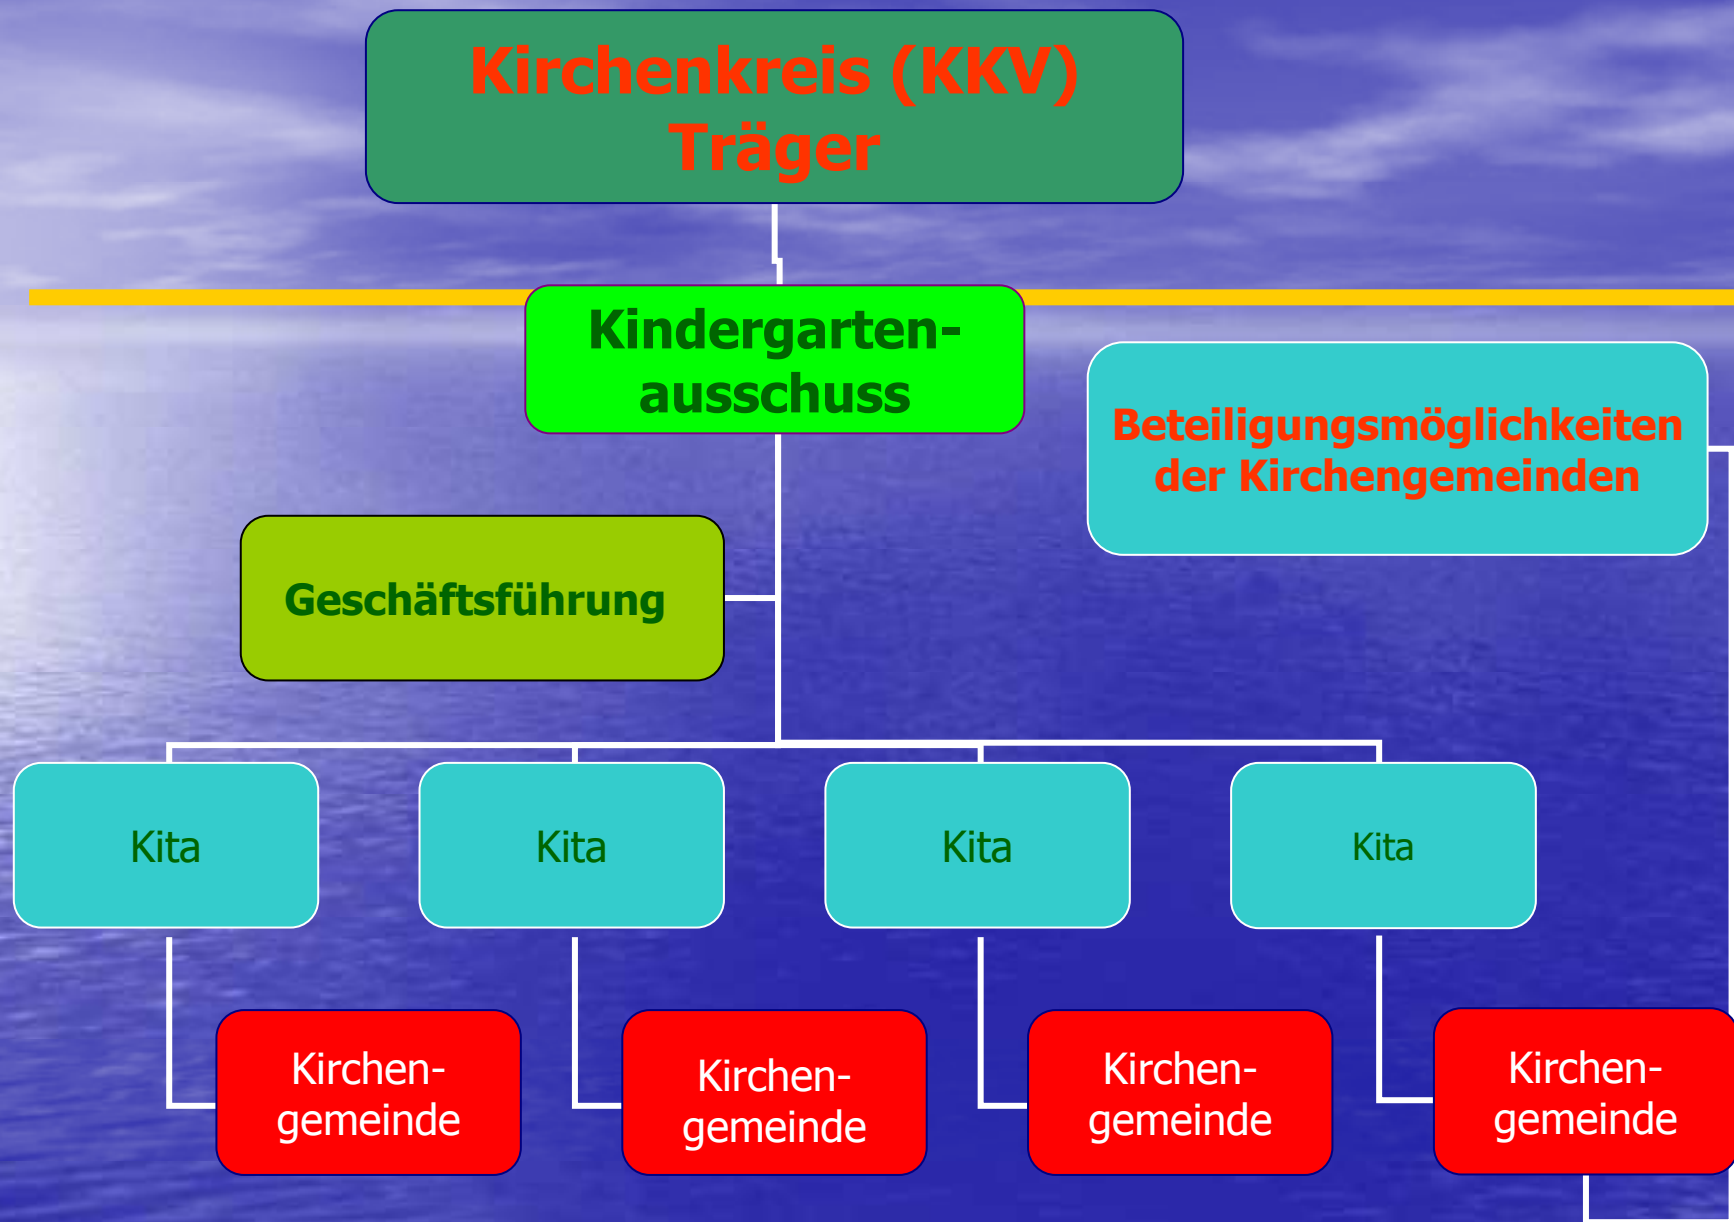 Kirchenkreis (KKV)
Träger
Kindergarten-
ausschuss
Beteiligungsmöglichkeiten
der Kirchengemeinden
Geschäftsführung
Kita
Kita
Kita
Kita
Kirchen-
gemeinde
Kirchen-
gemeinde
Kirchen-
gemeinde
Kirchen-
gemeinde